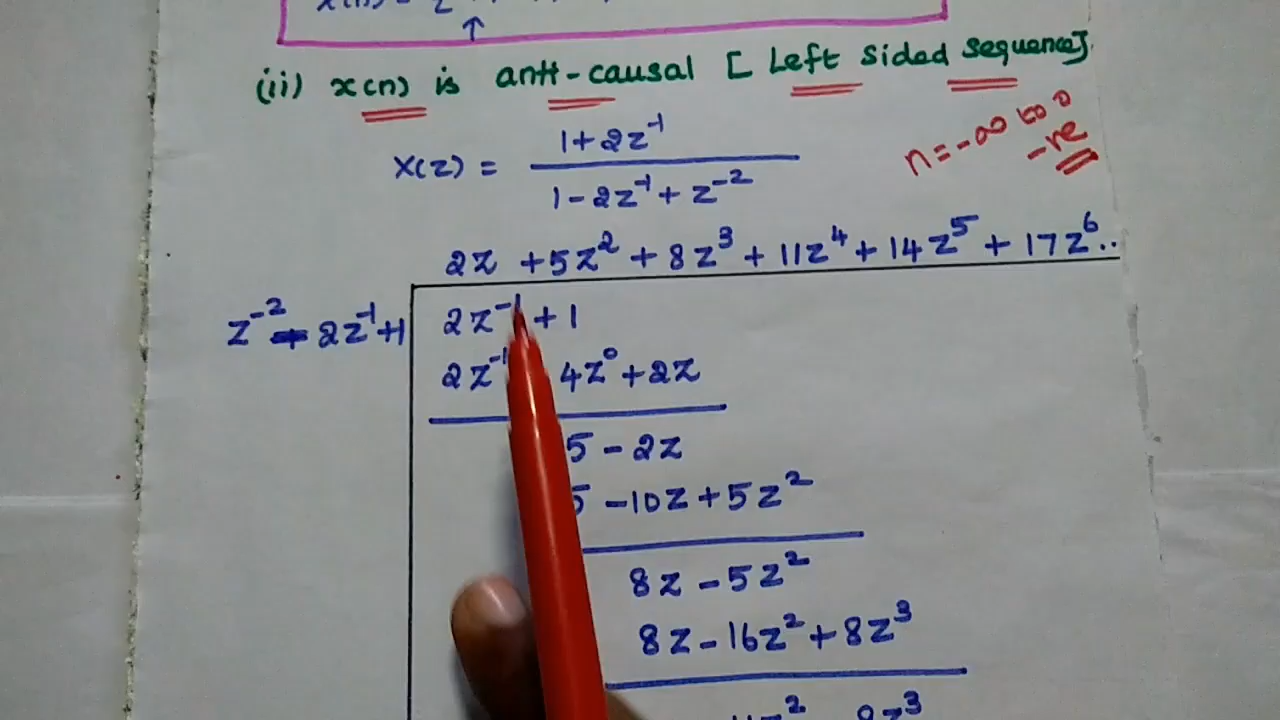 (ii) x(n) is anti-causal [ Left sided sequence].
n = -∞ to 0
-ve
X(z) = 1+2z⁻¹
1-2z⁻¹+z⁻²
2z +5z² +8z³ +11z⁴ +14z⁵ +17z⁶..
z⁻² - 2z⁻¹+1 2z⁻¹+1
2z⁻¹ 4z⁰+2z
5 - 2z
5 -10z +5z²
8z - 5z²
8z -16z² +8z³